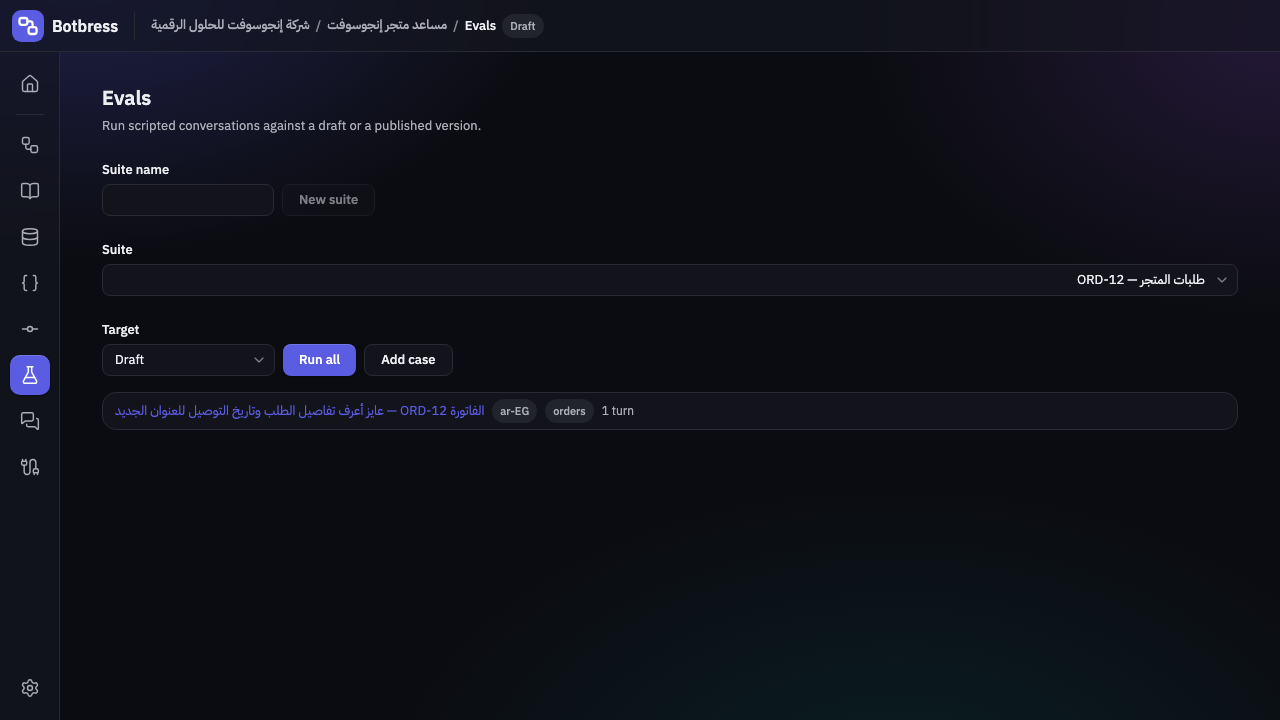 Botbress
شركة إنجوسوفت للحلول الرقمية / مساعد متجر إنجوسوفت / Evals Draft
Evals
Run scripted conversations against a draft or a published version.
Suite name
New suite
Suite
طلبات المتجر — ORD-12
Target
Draft Run all Add case
الفاتورة ORD-12 — عايز أعرف تفاصيل الطلب وتاريخ التوصيل للعنوان الجديد ar-EG orders 1 turn